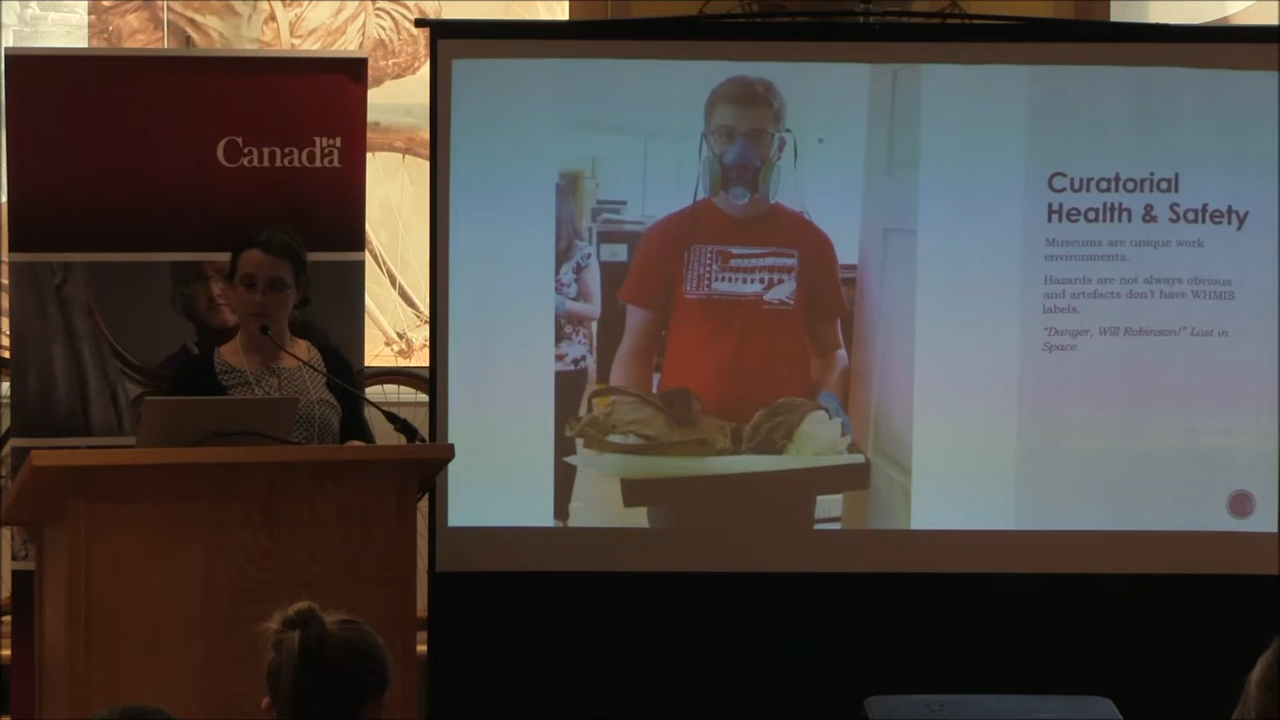 Canada
Curatorial
Health & Safety
Museums are unique work
environments.
Hazards are not always obvious
and artefacts don't have WHMIS
labels.
"Danger, Will Robinson!" Lost in
Space